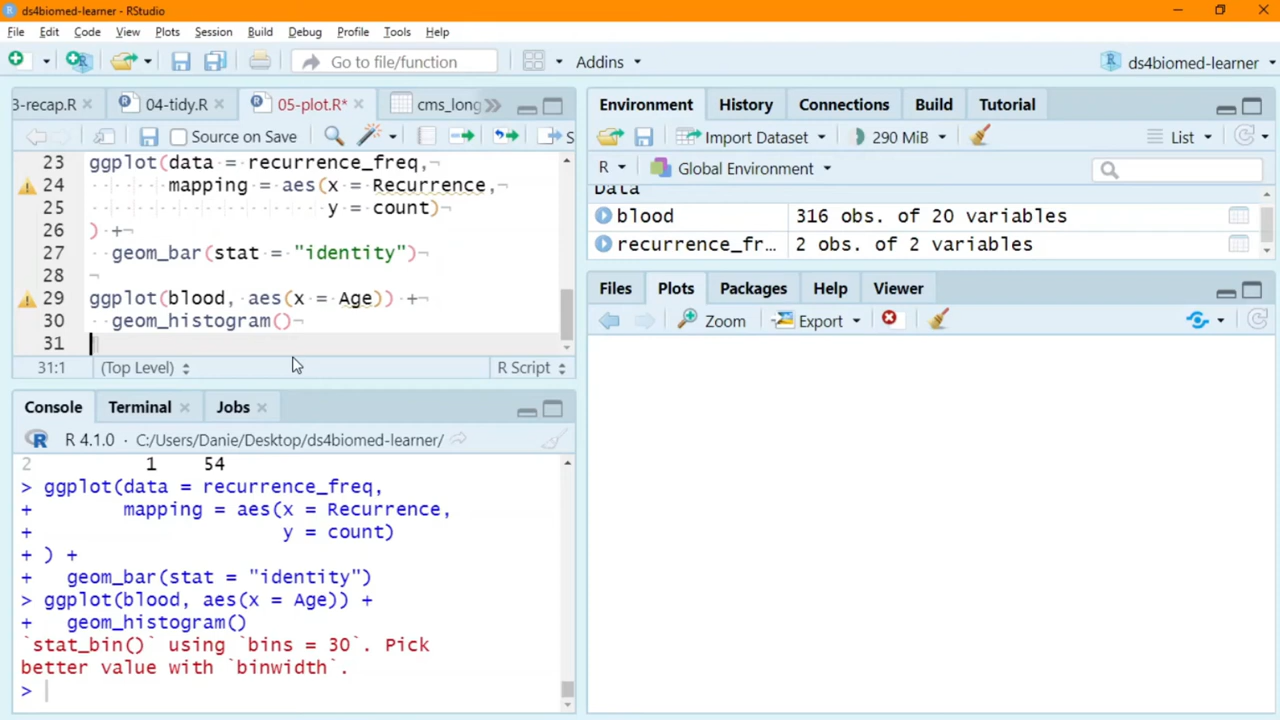 ds4biomed-learner - RStudio
File Edit Code View Plots Session Build Debug Profile Tools Help
Go to file/function Addins ds4biomed-learner
3-recap.R 04-tidy.R 05-plot.R* cms_long
Source on Save S
23 ggplot(data = recurrence_freq,¬
24 mapping = aes(x = Recurrence,¬
25 y = count)¬
26 ) +¬
27 geom_bar(stat = "identity")¬
28 ¬
29 ggplot(blood, aes(x = Age)) +¬
30 geom_histogram()¬
31
31:1 (Top Level) R Script
Console Terminal Jobs
R 4.1.0 · C:/Users/Danie/Desktop/ds4biomed-learner/
2 1 54
> ggplot(data = recurrence_freq,
+ mapping = aes(x = Recurrence,
+ y = count)
+ ) +
+ geom_bar(stat = "identity")
> ggplot(blood, aes(x = Age)) +
+ geom_histogram()
`stat_bin()` using `bins = 30`. Pick
better value with `binwidth`.
>
Environment History Connections Build Tutorial
Import Dataset 290 MiB List
R Global Environment
Data
blood 316 obs. of 20 variables
recurrence_fr... 2 obs. of 2 variables
Files Plots Packages Help Viewer
Zoom Export